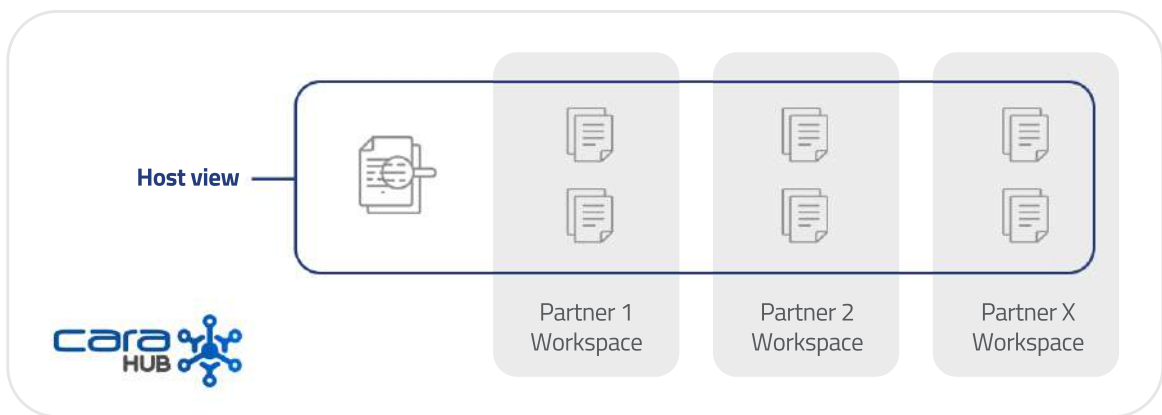 Host view
Partner 1
Workspace
Partner 2
Workspace
Partner X
Workspace
cara
HUB